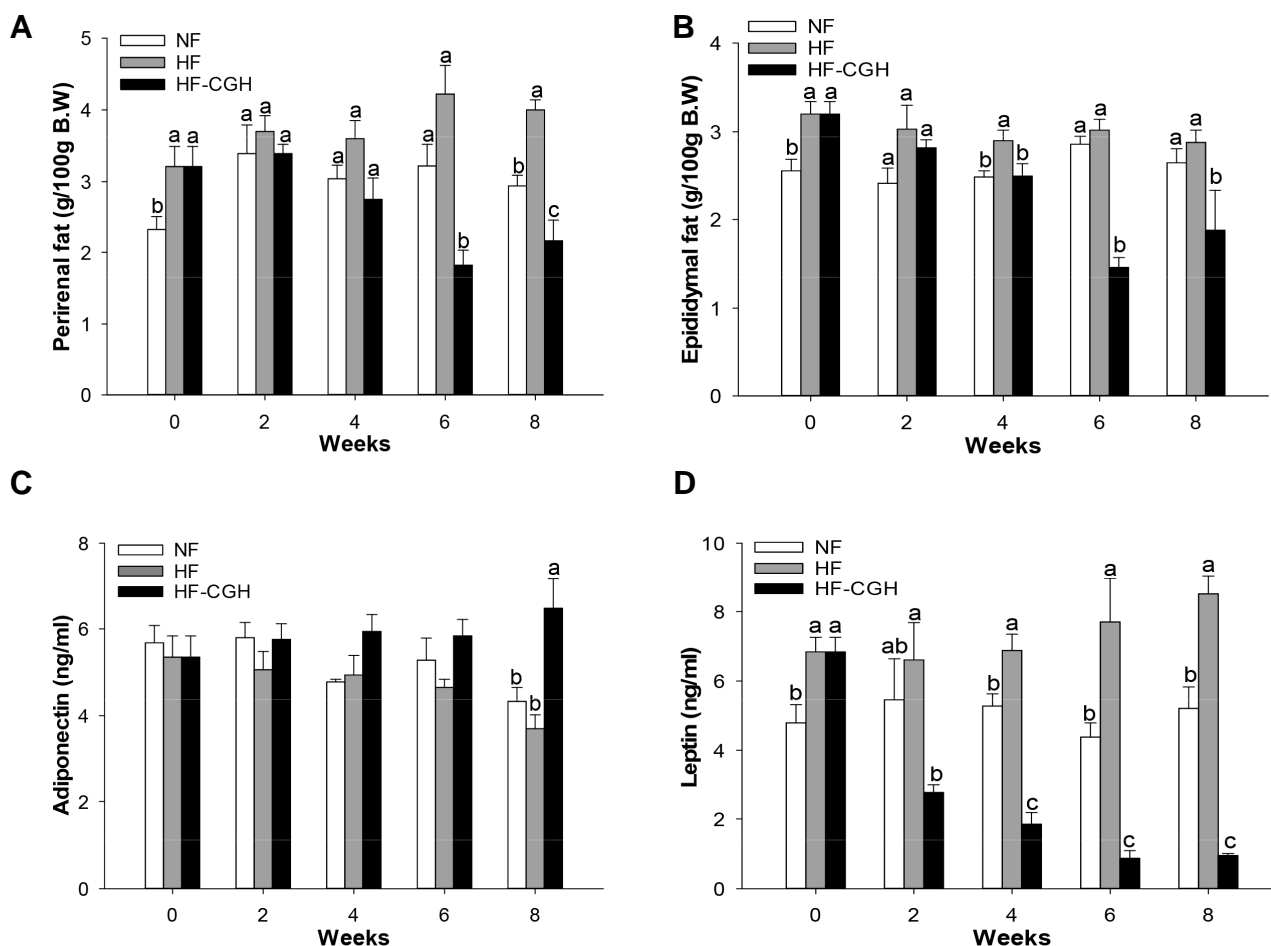 A
NF
HF
HF-CGH
Perirenal fat (g/100g B.W)
5
4
3
2
1
0
b a a
a a a
a a a
a a b
b a c
0 2 4 6 8
Weeks
B
NF
HF
HF-CGH
Epididymal fat (g/100g B.W)
4
3
2
1
0
b a a
a a a
b a b
a a b
a a b
0 2 4 6 8
Weeks
C
NF
HF
HF-CGH
Adiponectin (ng/ml)
8
6
4
2
0
b b a
0 2 4 6 8
Weeks
D
NF
HF
HF-CGH
Leptin (ng/ml)
10
8
6
4
2
0
b a a
ab a b
b a c
b a c
b a c
0 2 4 6 8
Weeks